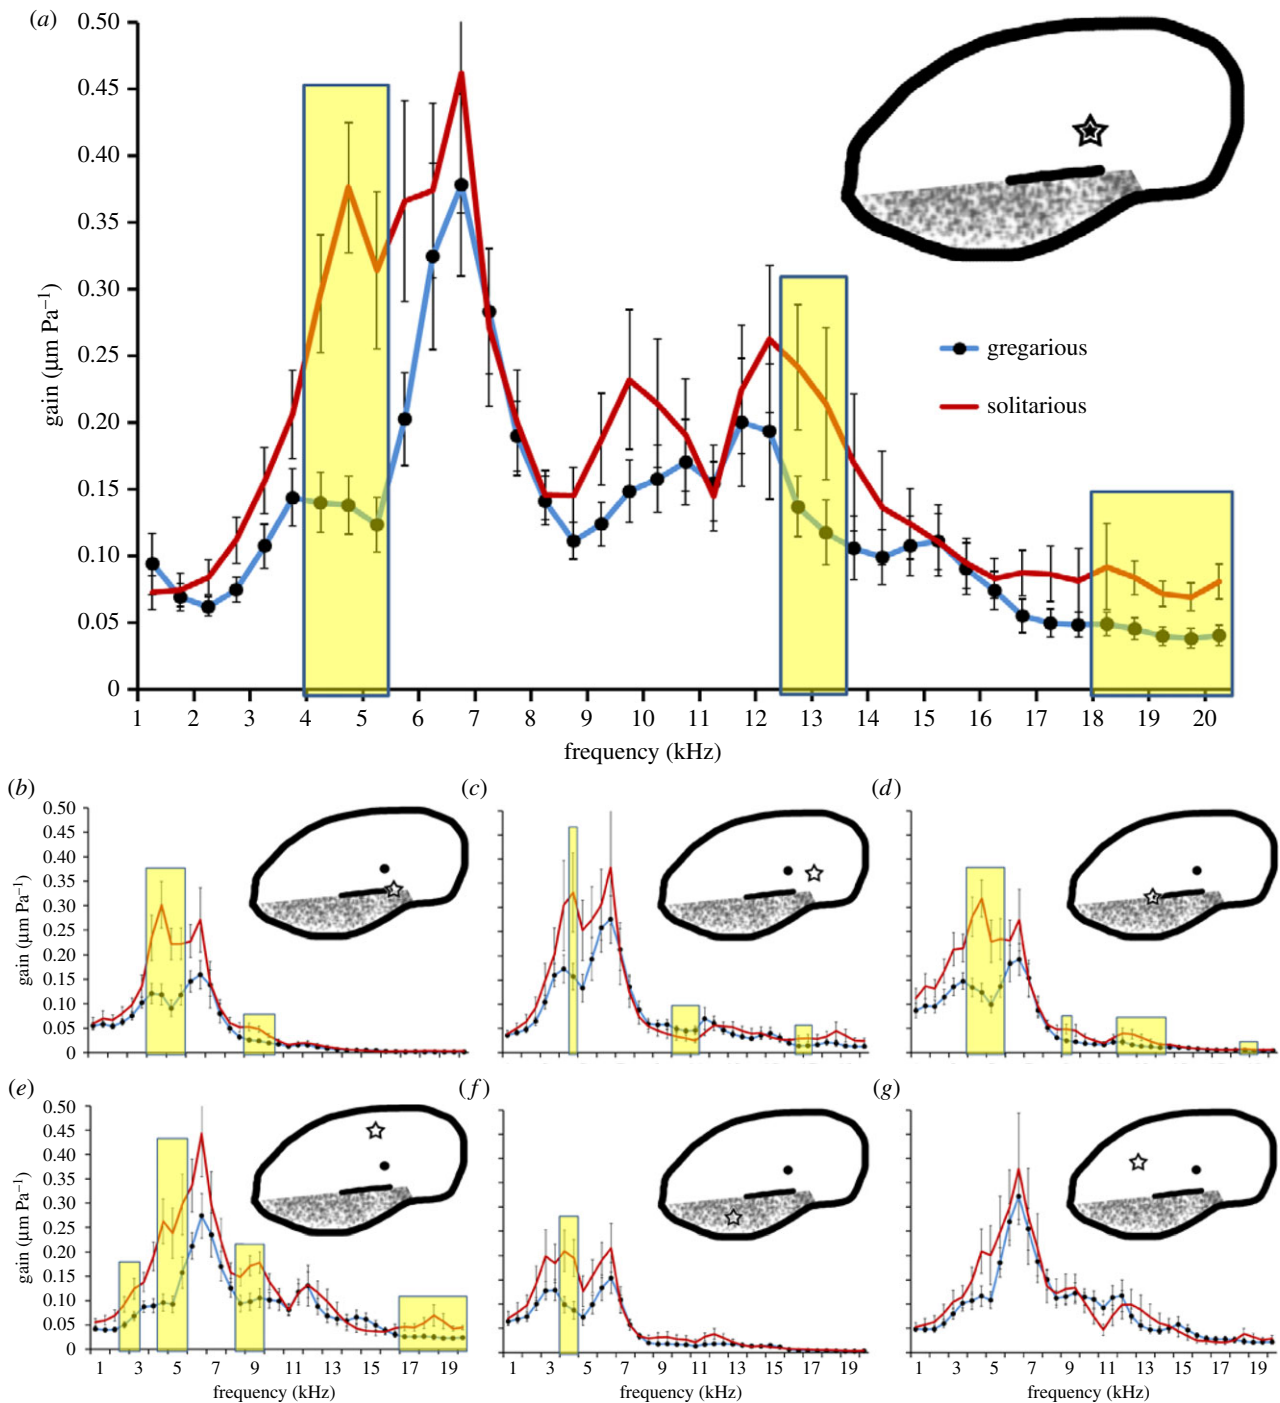 (a)
0.50
0.45
0.40
0.35
0.30
0.25
0.20
0.15
0.10
0.05
0
gain (µm Pa⁻¹)
gregarious
solitarious
1 2 3 4 5 6 7 8 9 10 11 12 13 14 15 16 17 18 19 20
frequency (kHz)
(b)
0.50
0.45
0.40
0.35
0.30
0.25
0.20
0.15
0.10
0.05
0
gain (µm Pa⁻¹)
(c)
(d)
(e)
0.50
0.45
0.40
0.35
0.30
0.25
0.20
0.15
0.10
0.05
0
gain (µm Pa⁻¹)
1 3 5 7 9 11 13 15 17 19
frequency (kHz)
(f)
1 3 5 7 9 11 13 15 17 19
frequency (kHz)
(g)
1 3 5 7 9 11 13 15 17 19
frequency (kHz)